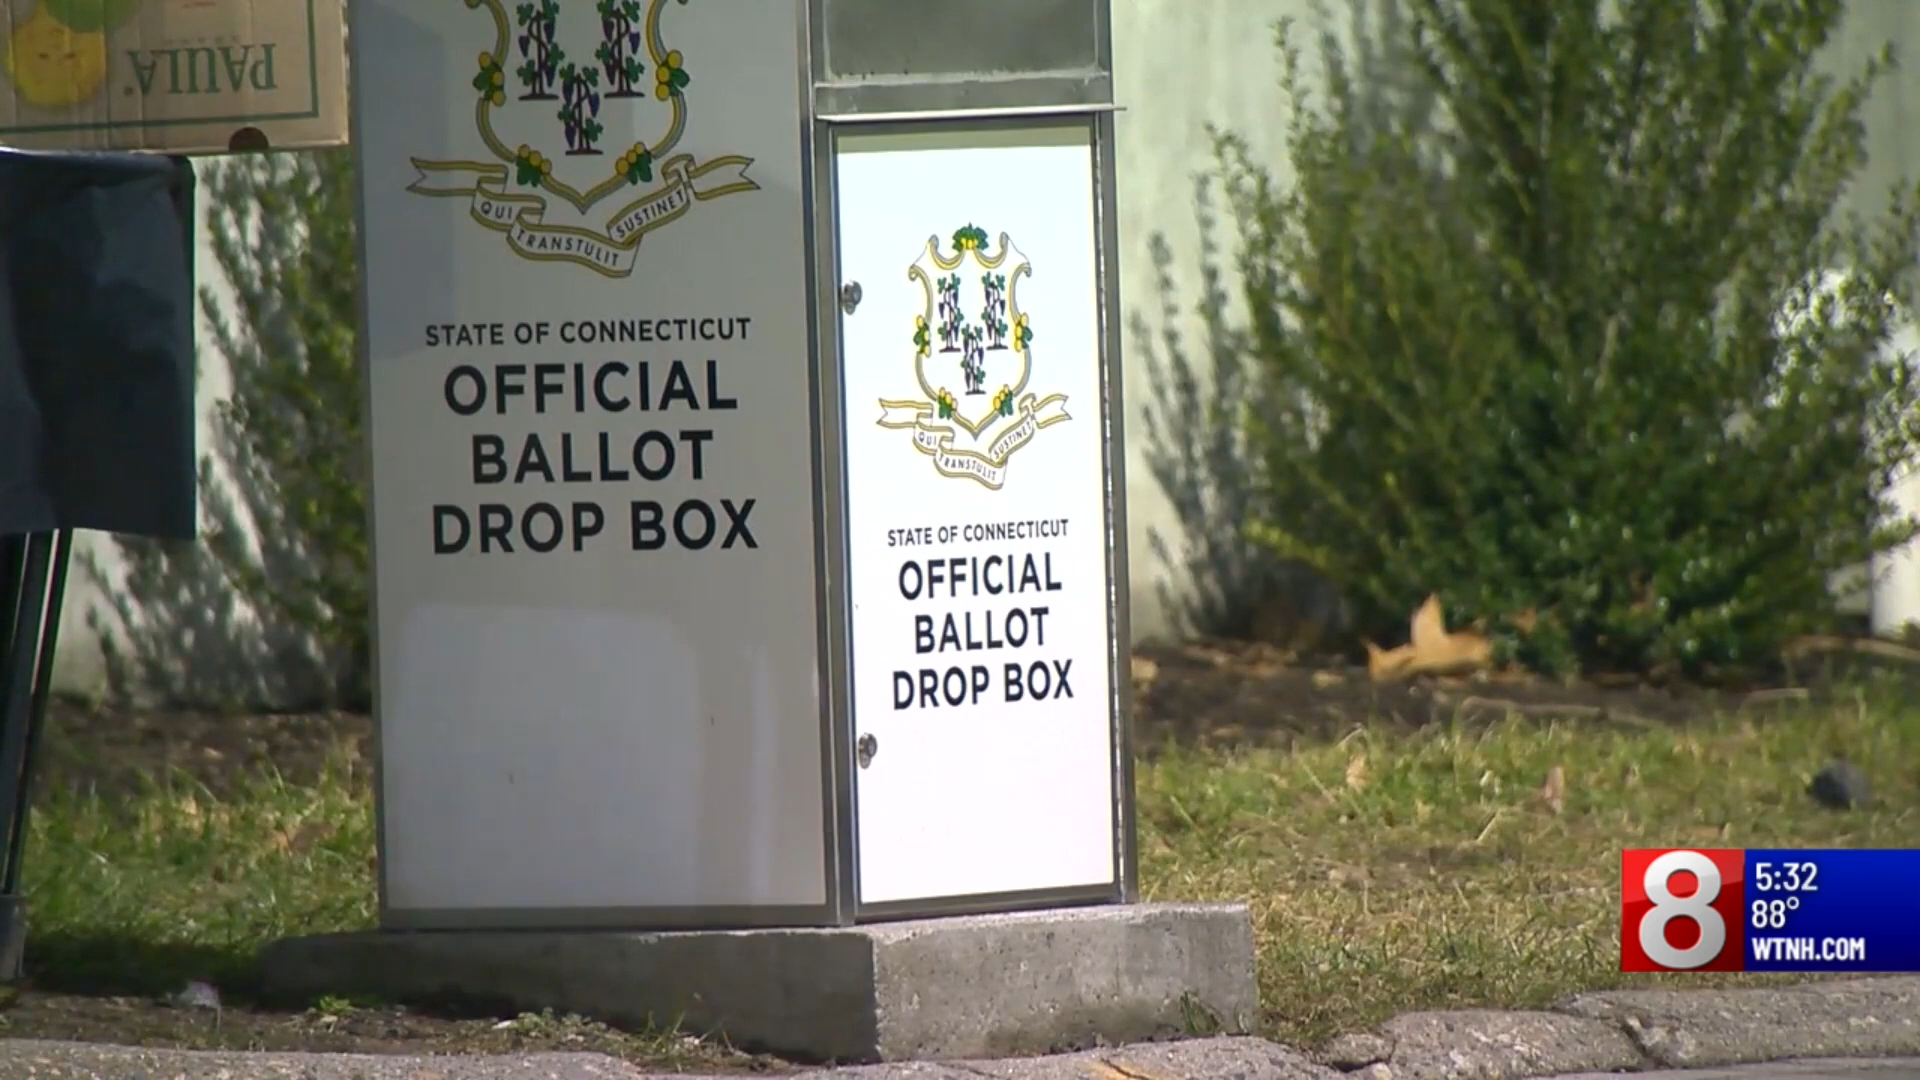 PAULA
QUI
TRANSTULIT
SUSTINET
STATE OF CONNECTICUT
OFFICIAL
BALLOT
DROP BOX
QUI
TRANSTULIT
SUSTINET
STATE OF CONNECTICUT
OFFICIAL
BALLOT
DROP BOX
8
5:32
88°
WTNH.COM